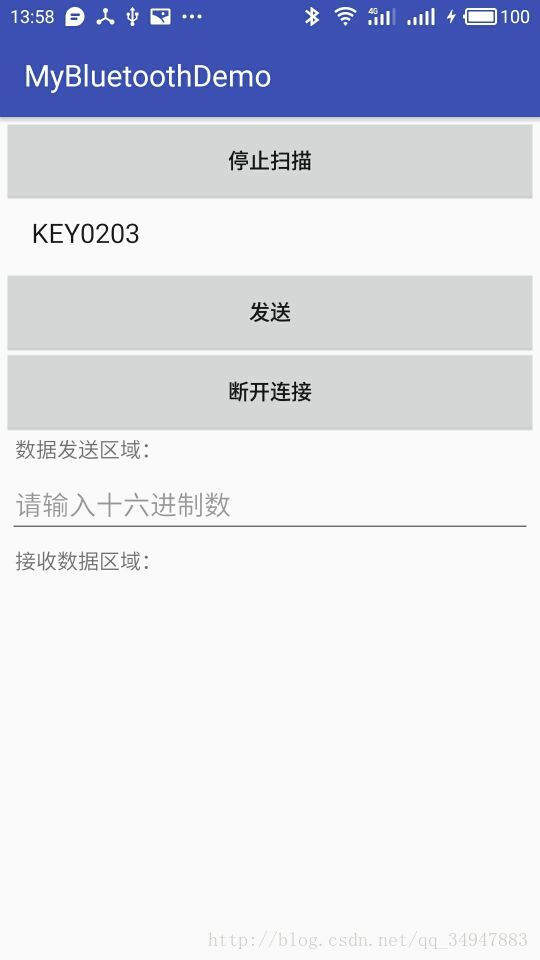 13:58 4G 100
MyBluetoothDemo
停止扫描
KEY0203
发送
断开连接
数据发送区域:
请输入十六进制数
接收数据区域:
http://blog.csdn.net/qq_34947883